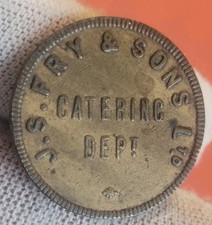 J.S. FRY & SONS LTD
CATERING
DEPT